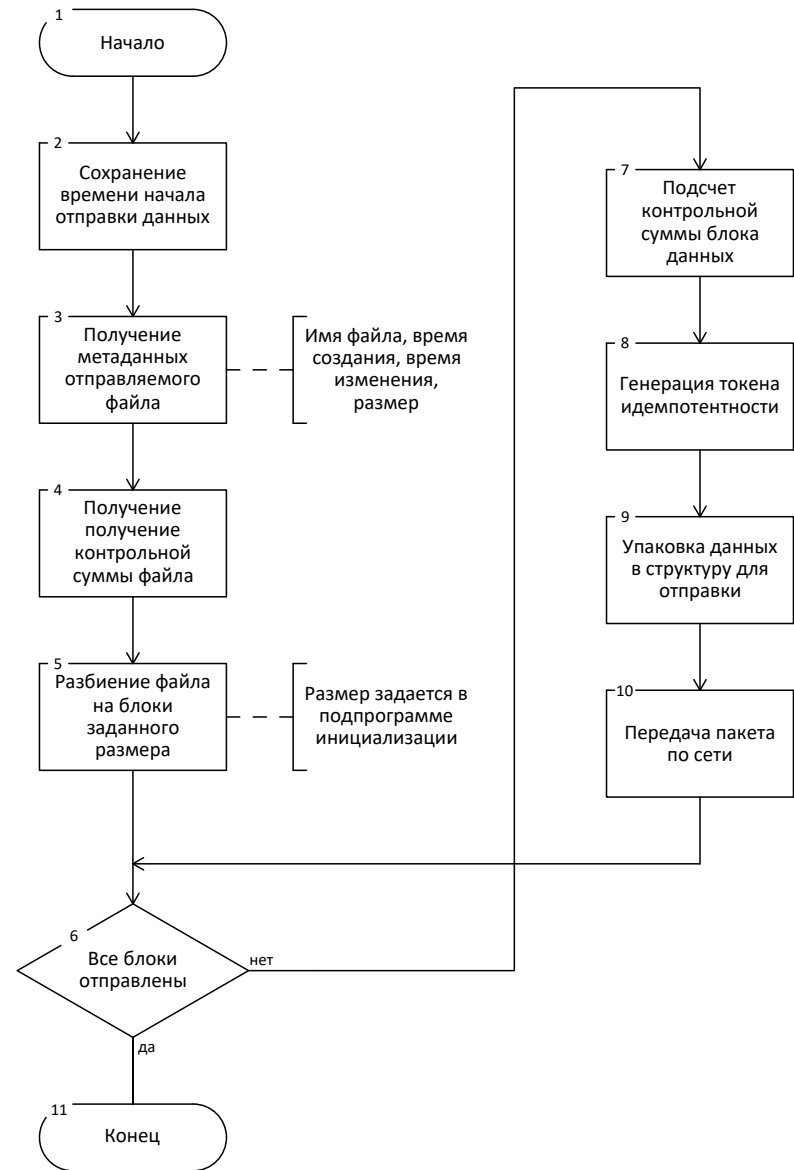 1
Начало
2
Сохранение
времени начала
отправки данных
3
Получение
метаданных
отправляемого
файла
Имя файла, время
создания, время
изменения,
размер
4
Получение
получение
контрольной
суммы файла
5
Разбиение файла
на блоки
заданного
размера
Размер задается в
подпрограмме
инициализации
6
Все блоки
отправлены
нет
да
7
Подсчет
контрольной
суммы блока
данных
8
Генерация токена
идемпотентности
9
Упаковка данных
в структуру для
отправки
10
Передача пакета
по сети
11
Конец